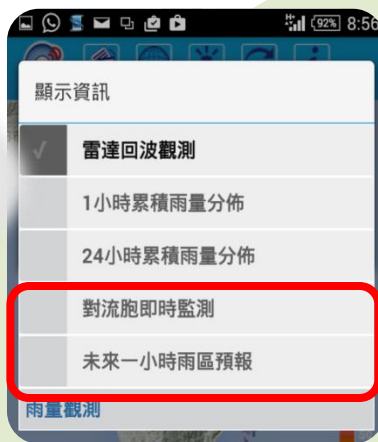 92% 8:56
顯示資訊
雷達回波觀測
1小時累積雨量分佈
24小時累積雨量分佈
對流胞即時監測
未來一小時雨區預報
雨量觀測